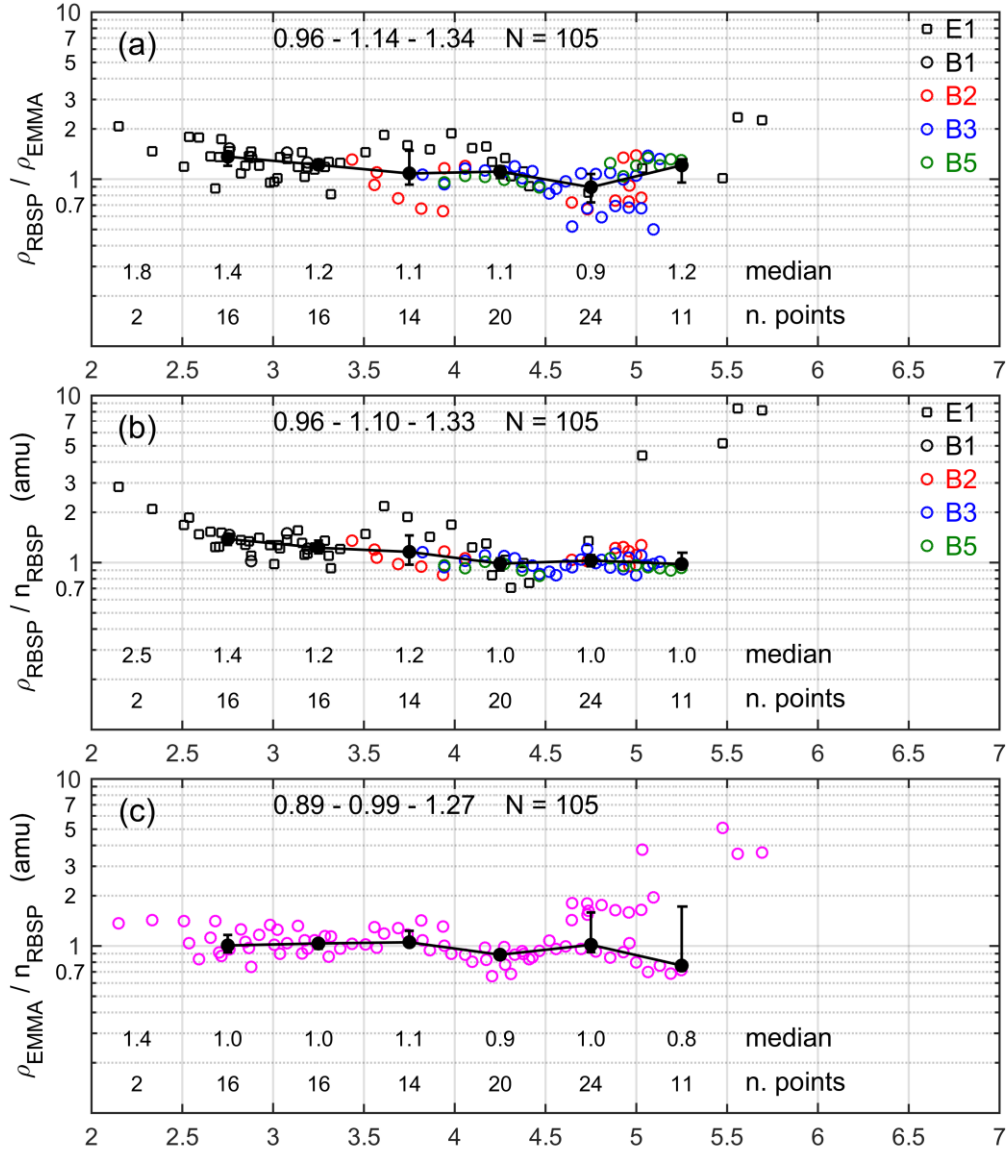 (a) 0.96 - 1.14 - 1.34 N = 105
E1
B1
B2
B3
B5
10
7
5
3
2
1
0.7
ρRBSP / ρEMMA
1.8 1.4 1.2 1.1 1.1 0.9 1.2 median
2 16 16 14 20 24 11 n. points
2 2.5 3 3.5 4 4.5 5 5.5 6 6.5 7
(b) 0.96 - 1.10 - 1.33 N = 105
E1
B1
B2
B3
B5
10
7
5
3
2
1
0.7
ρRBSP / nRBSP (amu)
2.5 1.4 1.2 1.2 1.0 1.0 1.0 median
2 16 16 14 20 24 11 n. points
2 2.5 3 3.5 4 4.5 5 5.5 6 6.5 7
(c) 0.89 - 0.99 - 1.27 N = 105
10
7
5
3
2
1
0.7
ρEMMA / nRBSP (amu)
1.4 1.0 1.0 1.1 0.9 1.0 0.8 median
2 16 16 14 20 24 11 n. points
2 2.5 3 3.5 4 4.5 5 5.5 6 6.5 7